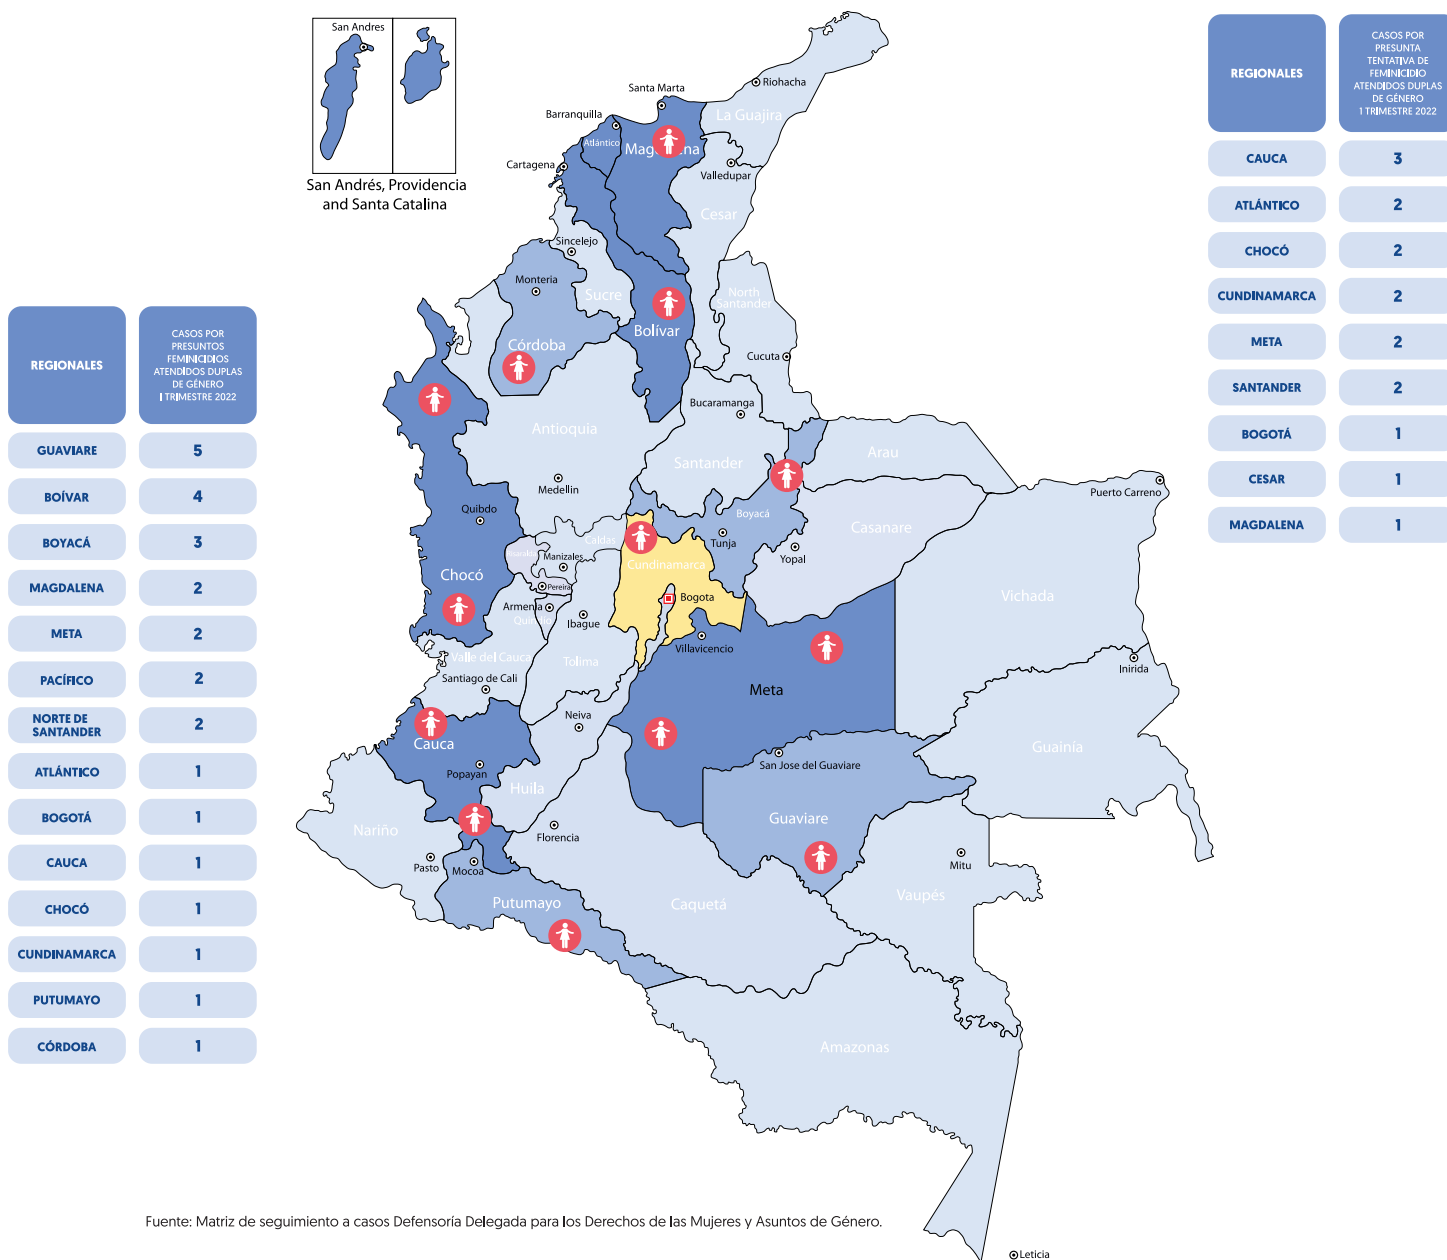 San Andres
San Andrés, Providencia
and Santa Catalina
REGIONALES
CASOS POR
PRESUNTOS
FEMINICIDIOS
ATENDIDOS DUPLAS
DE GÉNERO
I TRIMESTRE 2022
GUAVIARE 5
BOÍVAR 4
BOYACÁ 3
MAGDALENA 2
META 2
PACÍFICO 2
NORTE DE
SANTANDER 2
ATLÁNTICO 1
BOGOTÁ 1
CAUCA 1
CHOCÓ 1
CUNDINAMARCA 1
PUTUMAYO 1
CÓRDOBA 1
Riohacha
Santa Marta
La Guajira
Barranquilla
Atlántico
Cartagena
Valledupar
Cesar
Sincelejo
Monteria
Sucre
North
Santander
Bolívar
Córdoba
Cucuta
Bucaramanga
Antioquia
Santander
Arau
Medellin
Puerto Carreno
Quibdo
Boyacá
Casanare
Tunja
Yopal
Caldas
Manizales
Cundinamarca
Chocó
Pereira
Armenia
Bogota
Vichada
Ibague
Villavicencio
Valle del Cauca
Tolima
Inirida
Santiago de Cali
Meta
Neiva
Cauca
Guainía
San Jose del Guaviare
Popayan
Huila
Guaviare
Nariño
Florencia
Pasto
Mocoa
Mitu
Vaupés
Putumayo
Caquetá
Amazonas
Leticia
REGIONALES
CASOS POR
PRESUNTA
TENTATIVA DE
FEMINICIDIO
ATENDIDOS DUPLAS
DE GÉNERO
1 TRIMESTRE 2022
CAUCA 3
ATLÁNTICO 2
CHOCÓ 2
CUNDINAMARCA 2
META 2
SANTANDER 2
BOGOTÁ 1
CESAR 1
MAGDALENA 1
Fuente: Matriz de seguimiento a casos Defensoría Delegada para los Derechos de las Mujeres y Asuntos de Género.